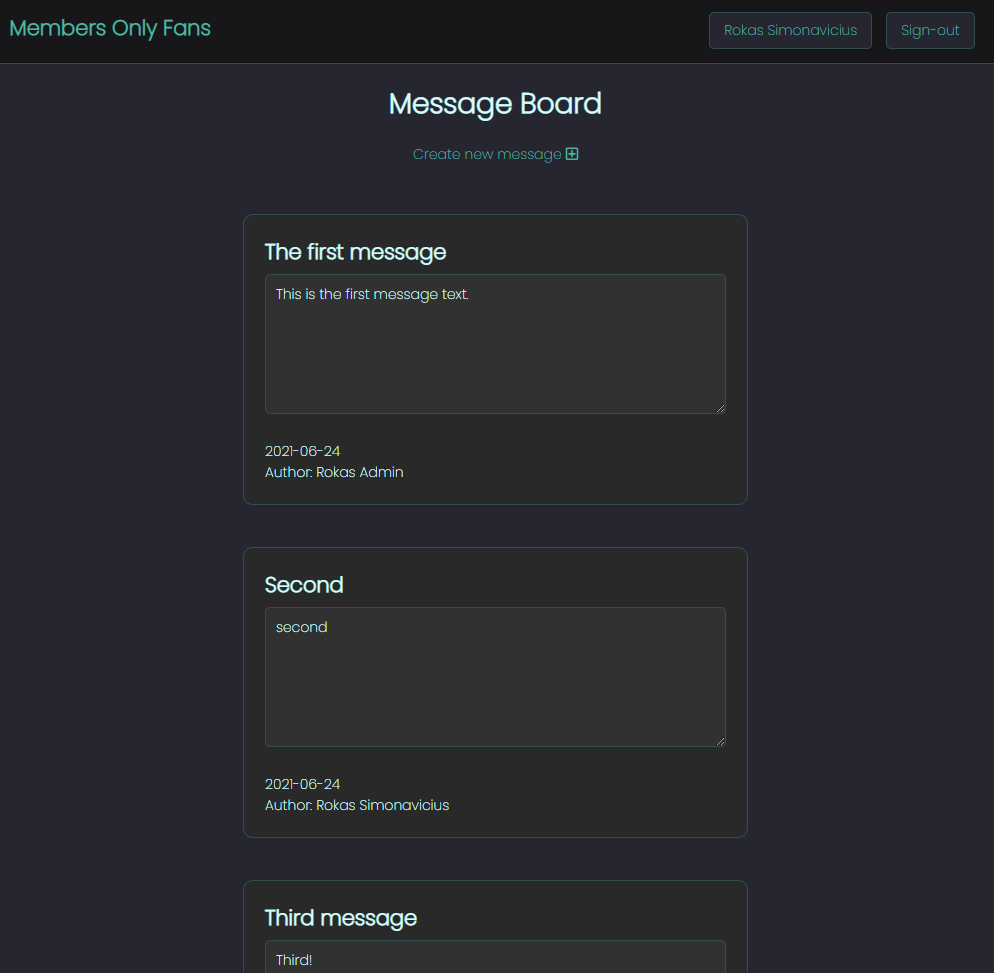 Members Only Fans
Rokas Simonavicius
Sign-out
Message Board
Create new message
The first message
This is the first message text.
2021-06-24
Author: Rokas Admin
Second
second
2021-06-24
Author: Rokas Simonavicius
Third message
Third!